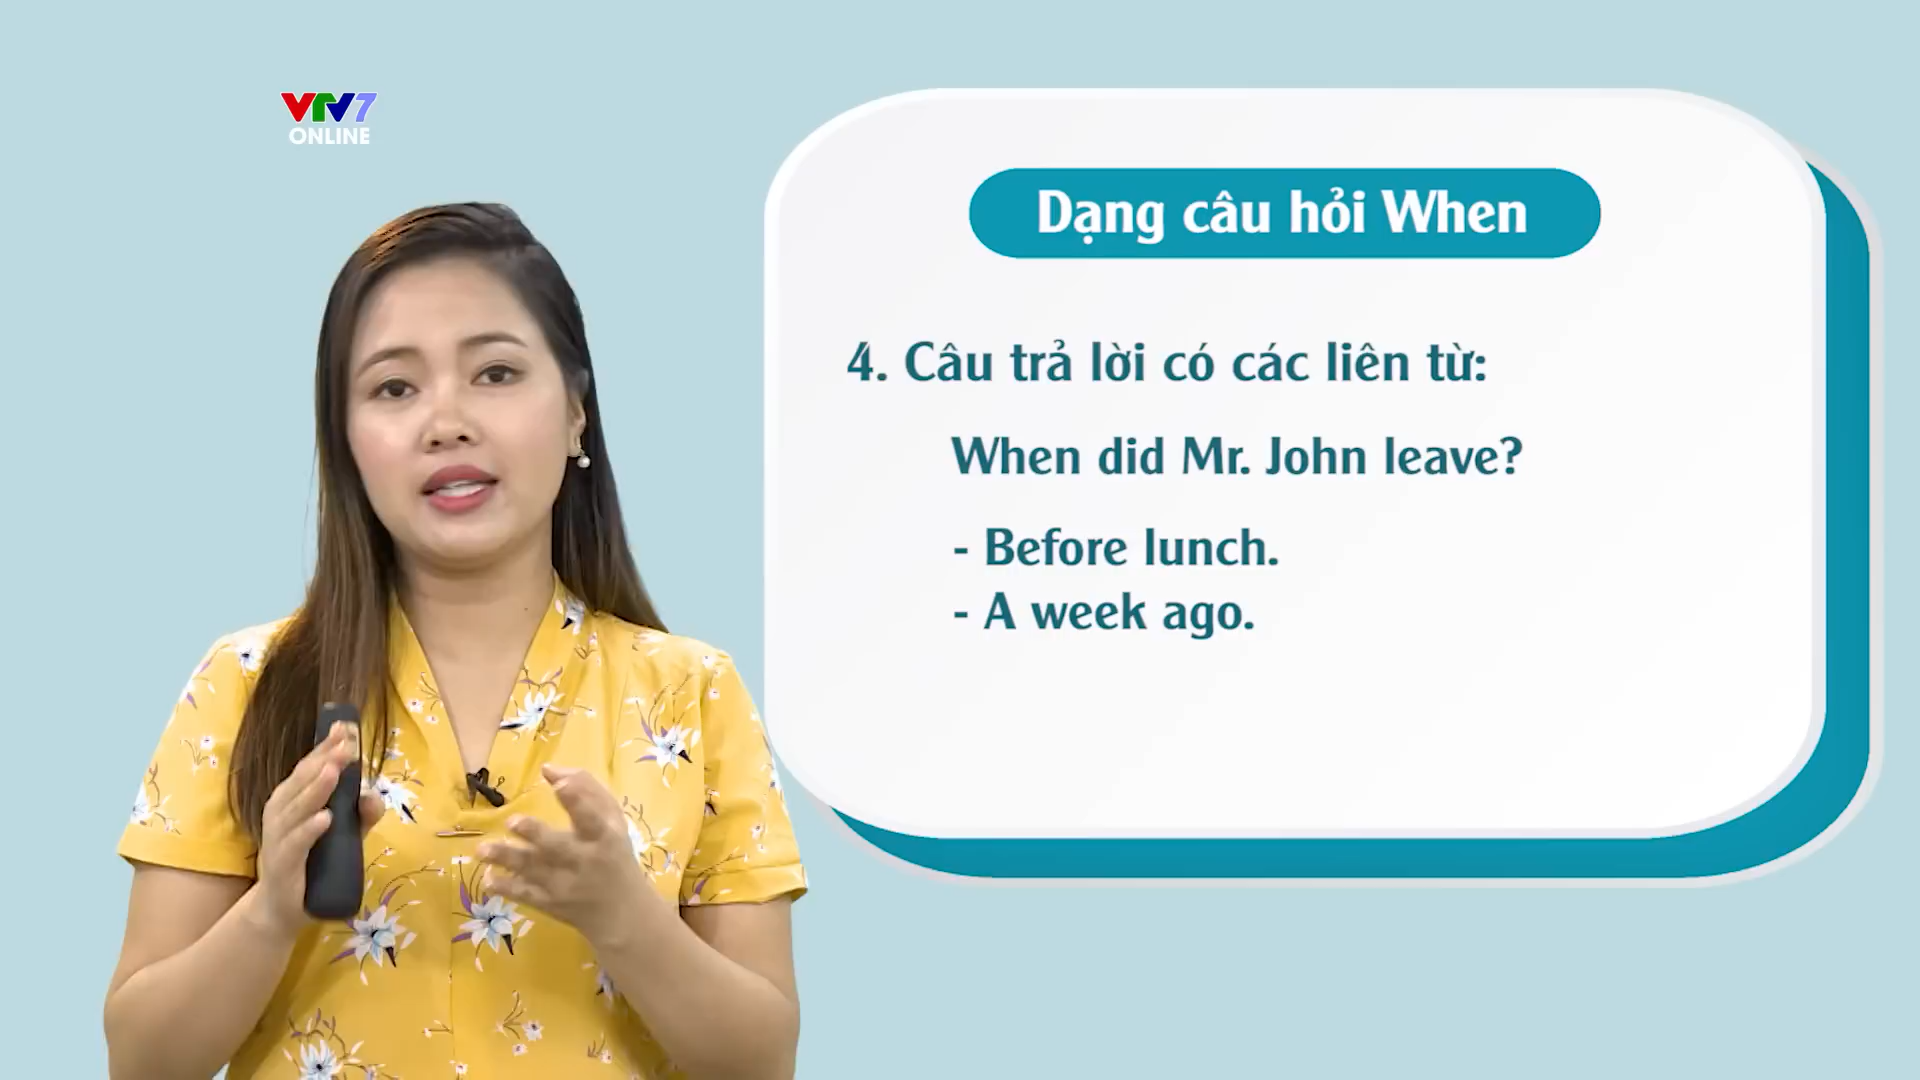 VTV7
ONLINE
Dạng câu hỏi When
4. Câu trả lời có các liên từ:
When did Mr. John leave?
- Before lunch.
- A week ago.